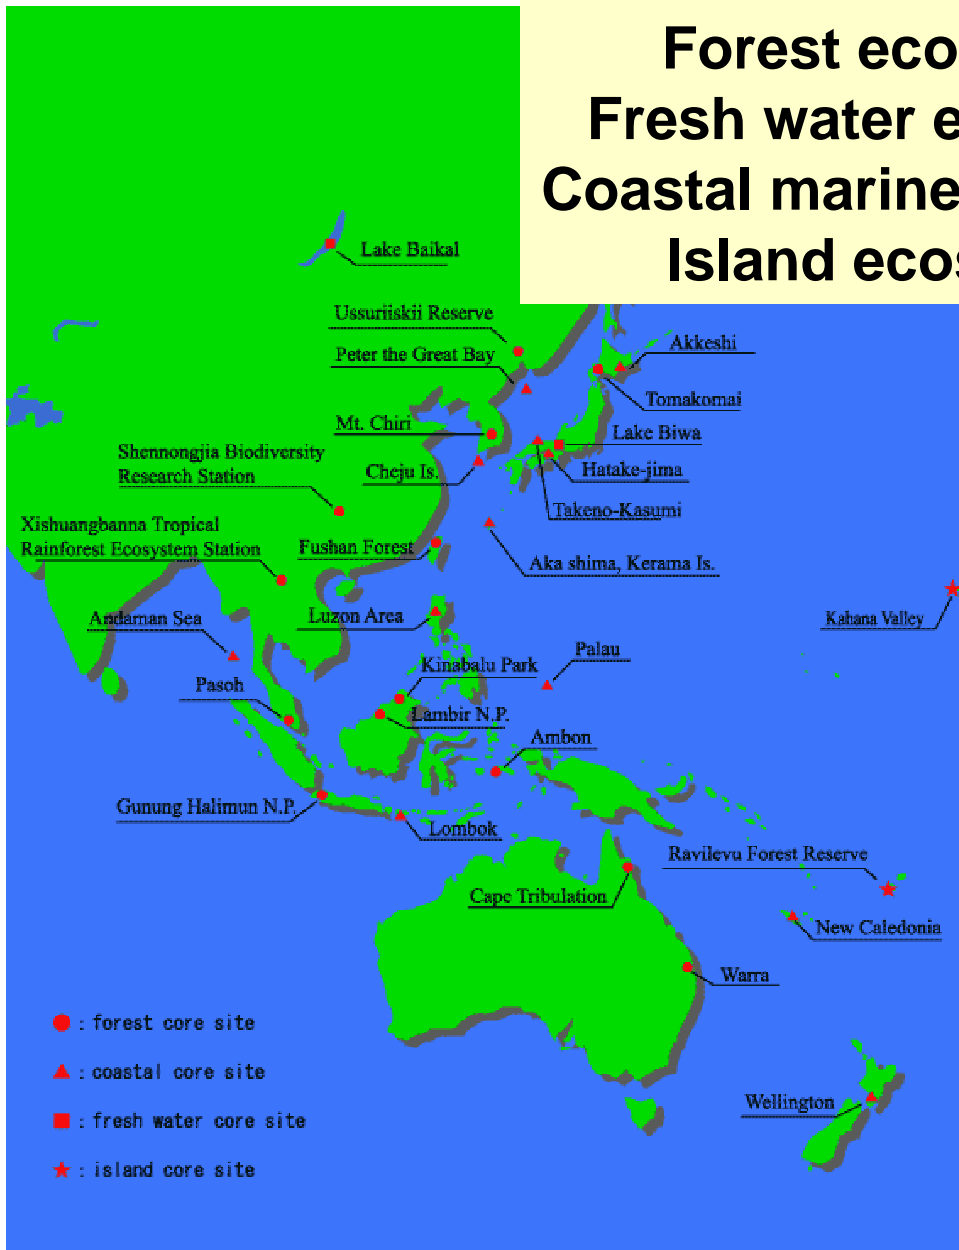 Forest eco
Fresh water e
Coastal marine
Island ecos
Lake Baikal
Ussuriiskii Reserve
Peter the Great Bay
Akkeshi
Tomakomai
Mt. Chiri
Lake Biwa
Cheju Is.
Hatake-jima
Shennongjia Biodiversity
Research Station
Takeno-Kasumi
Xishuangbanna Tropical
Rainforest Ecosystem Station
Fushan Forest
Aka shima, Kerama Is.
Andaman Sea
Luzon Area
Kahana Valley
Kinabalu Park
Palau
Pasoh
Lambir N.P.
Ambon
Gunung Halimun N.P.
Lombok
Ravilevu Forest Reserve
Cape Tribulation
New Caledonia
Warra
: forest core site
: coastal core site
: fresh water core site
: island core site
Wellington